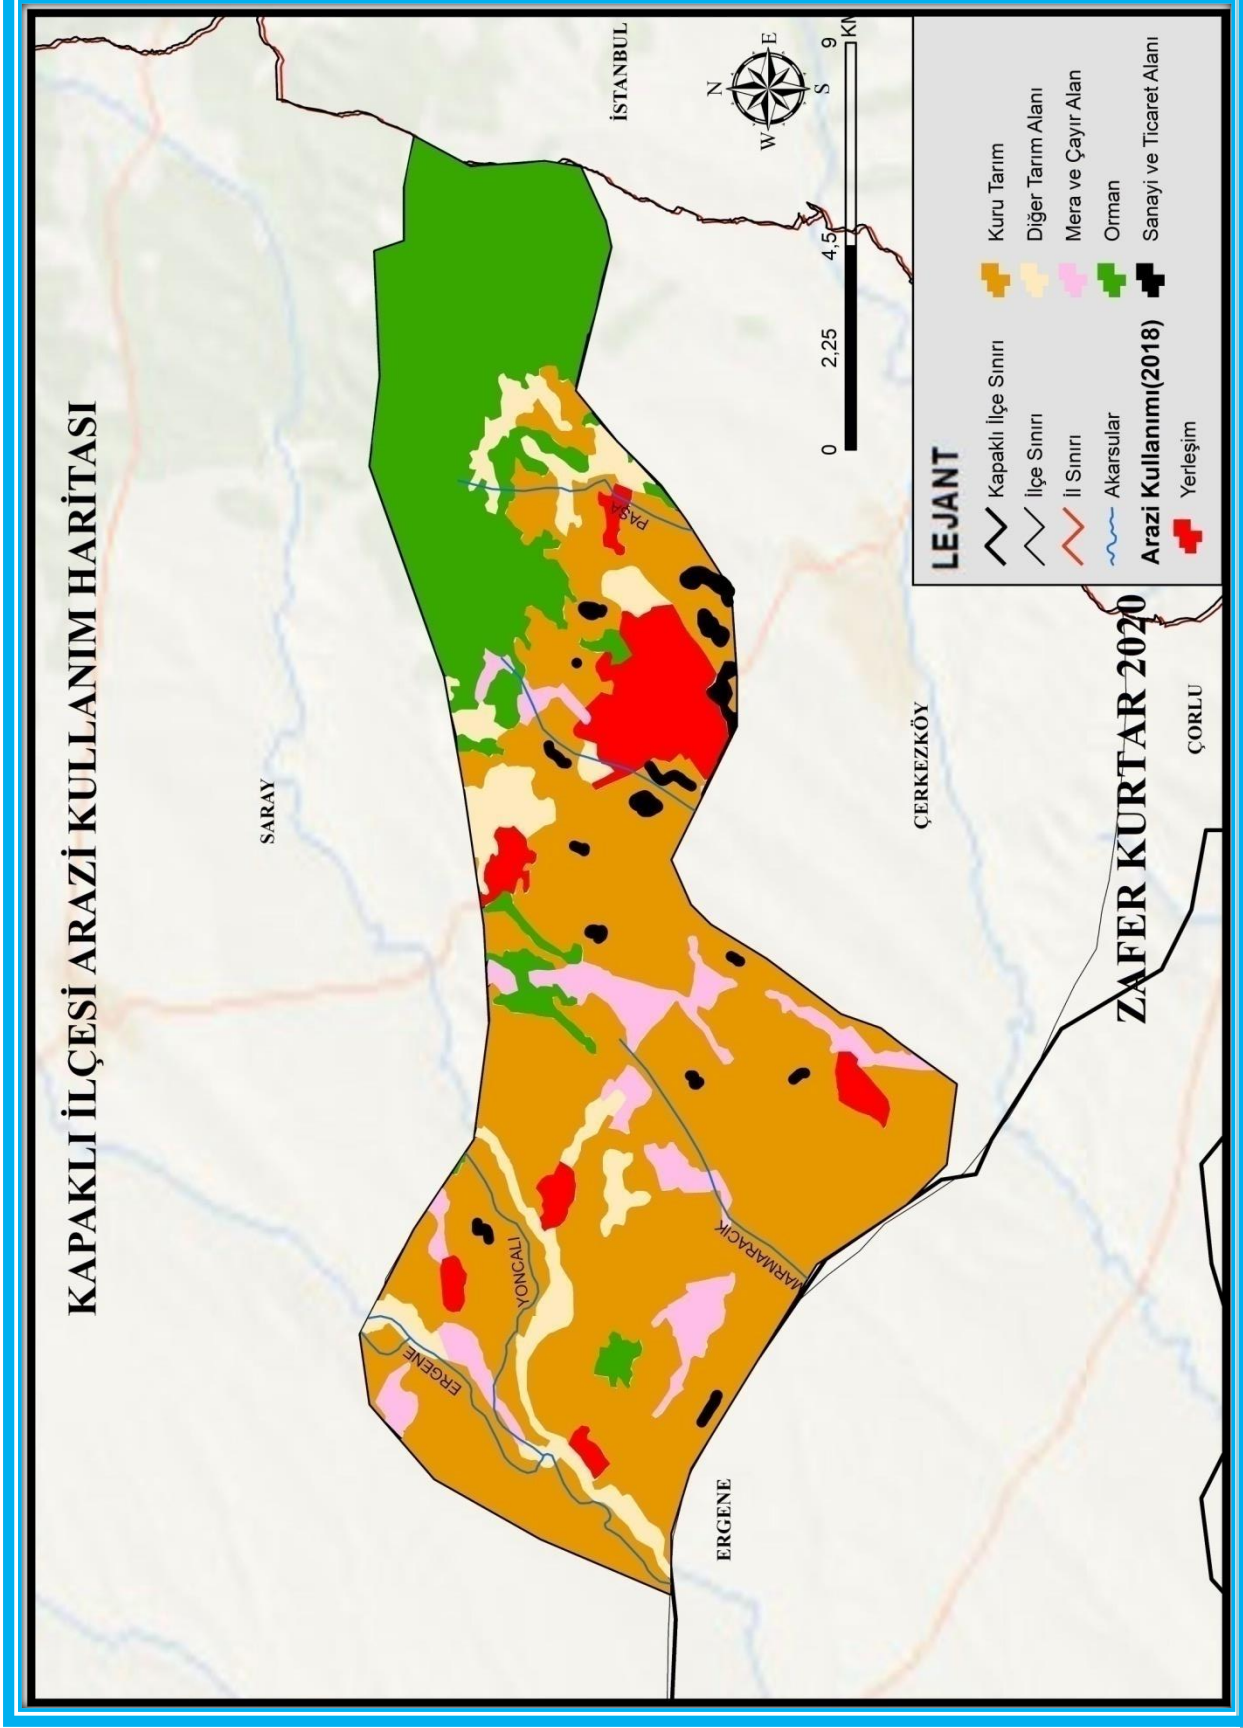 KAPAKLI İLÇESİ ARAZİ KULLANIM HARİTASI
SARAY
İSTANBUL
N
E
S
W
0
2,25
4,5
9
KM
PAŞA
YONCALI
ERGENE
MARMARACIK
ERGENE
ÇERKEZKÖY
ÇORLU
ZAFER KURTAR 2020
LEJANT
Kapaklı İlçe Sınırı
İlçe Sınırı
İl Sınırı
Akarsular
Arazi Kullanımı(2018)
Yerleşim
Kuru Tarım
Diğer Tarım Alanı
Mera ve Çayır Alan
Orman
Sanayi ve Ticaret Alanı